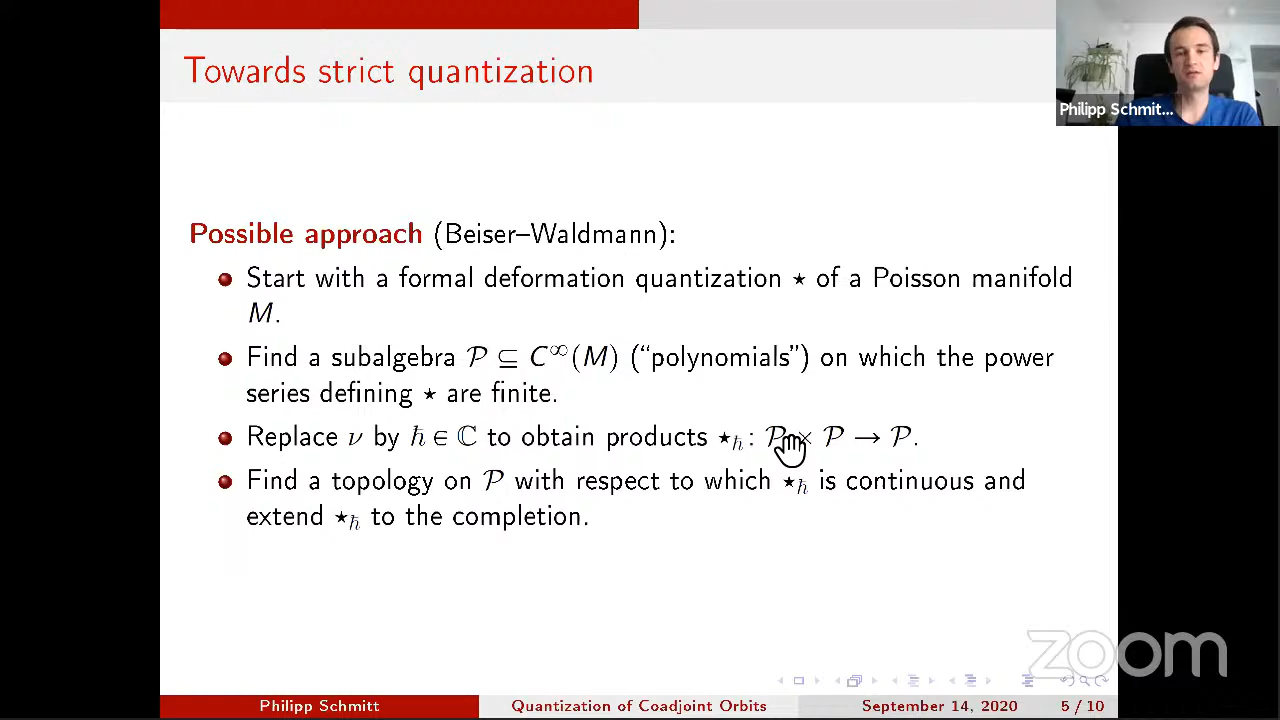 Towards strict quantization
Philipp Schmit...
Possible approach (Beiser–Waldmann):
Start with a formal deformation quantization ⋆ of a Poisson manifold
M.
Find a subalgebra 𝒫 ⊆ C^∞(M) (“polynomials”) on which the power
series defining ⋆ are finite.
Replace ν by ℏ ∈ ℂ to obtain products ⋆_ℏ : 𝒫 × 𝒫 → 𝒫.
Find a topology on 𝒫 with respect to which ⋆_ℏ is continuous and
extend ⋆_ℏ to the completion.
zoom
Philipp Schmitt
Quantization of Coadjoint Orbits
September 14, 2020
5 / 10